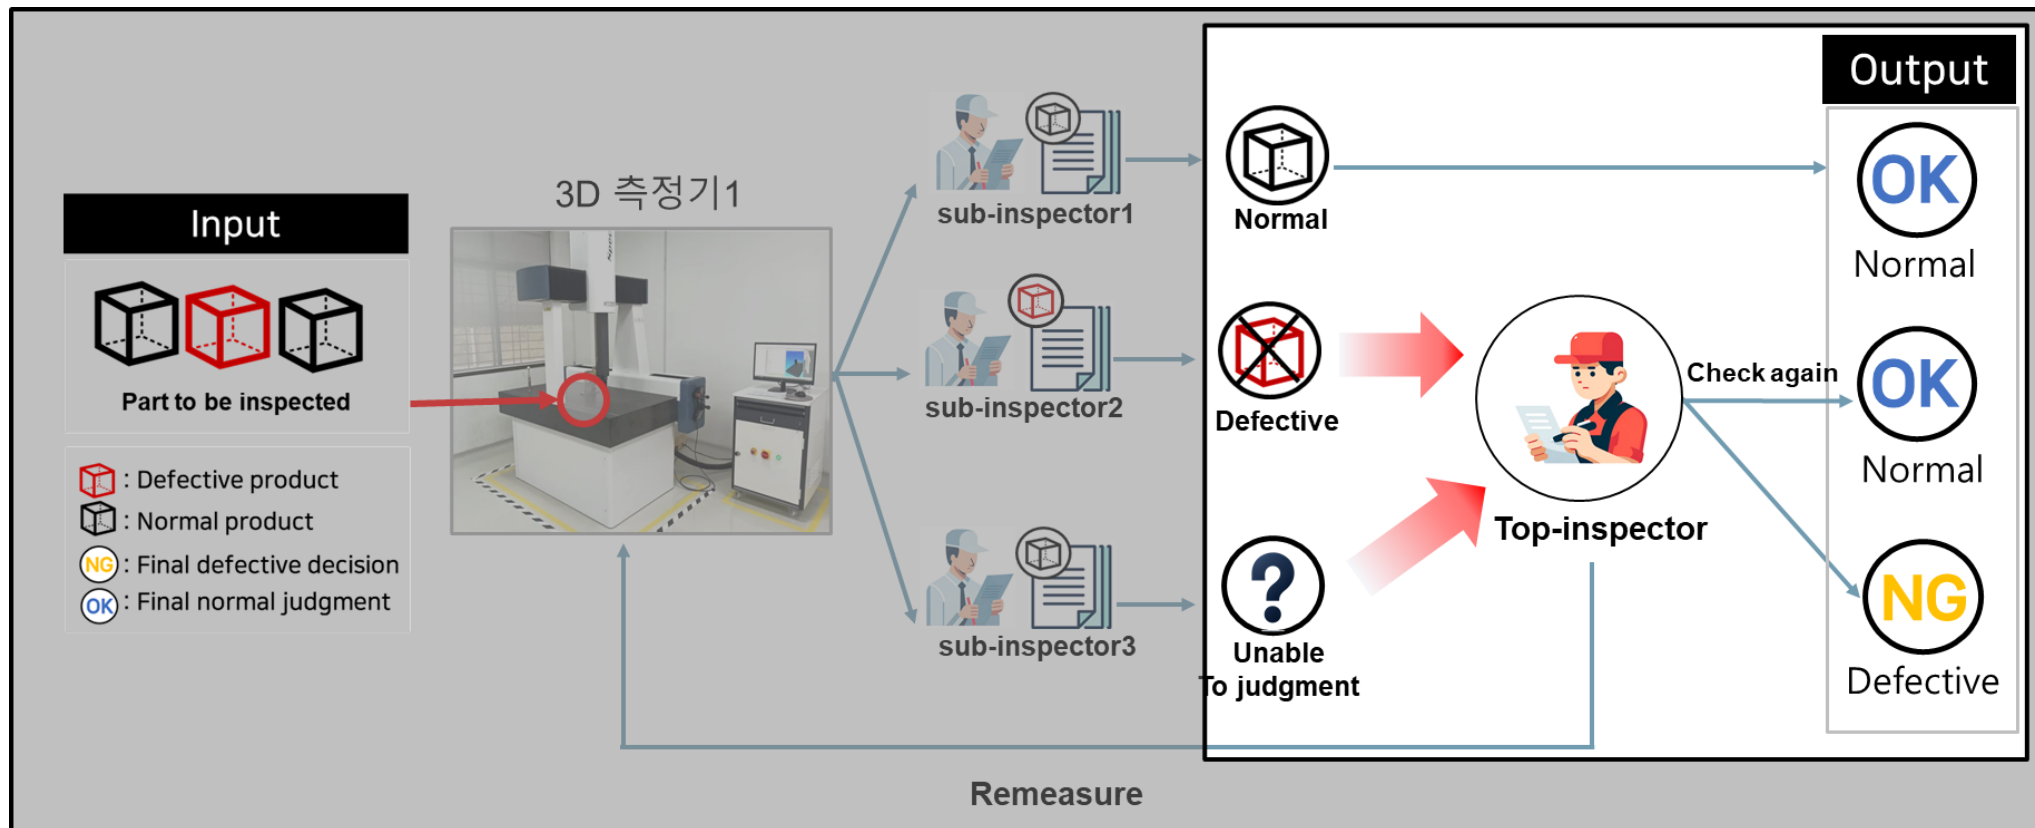 Output
Input
Part to be inspected
: Defective product
: Normal product
NG : Final defective decision
OK : Final normal judgment
3D 측정기1
sub-inspector1
sub-inspector2
sub-inspector3
Normal
Defective
Unable
To judgment
Top-inspector
Check again
OK
Normal
OK
Normal
NG
Defective
Remeasure